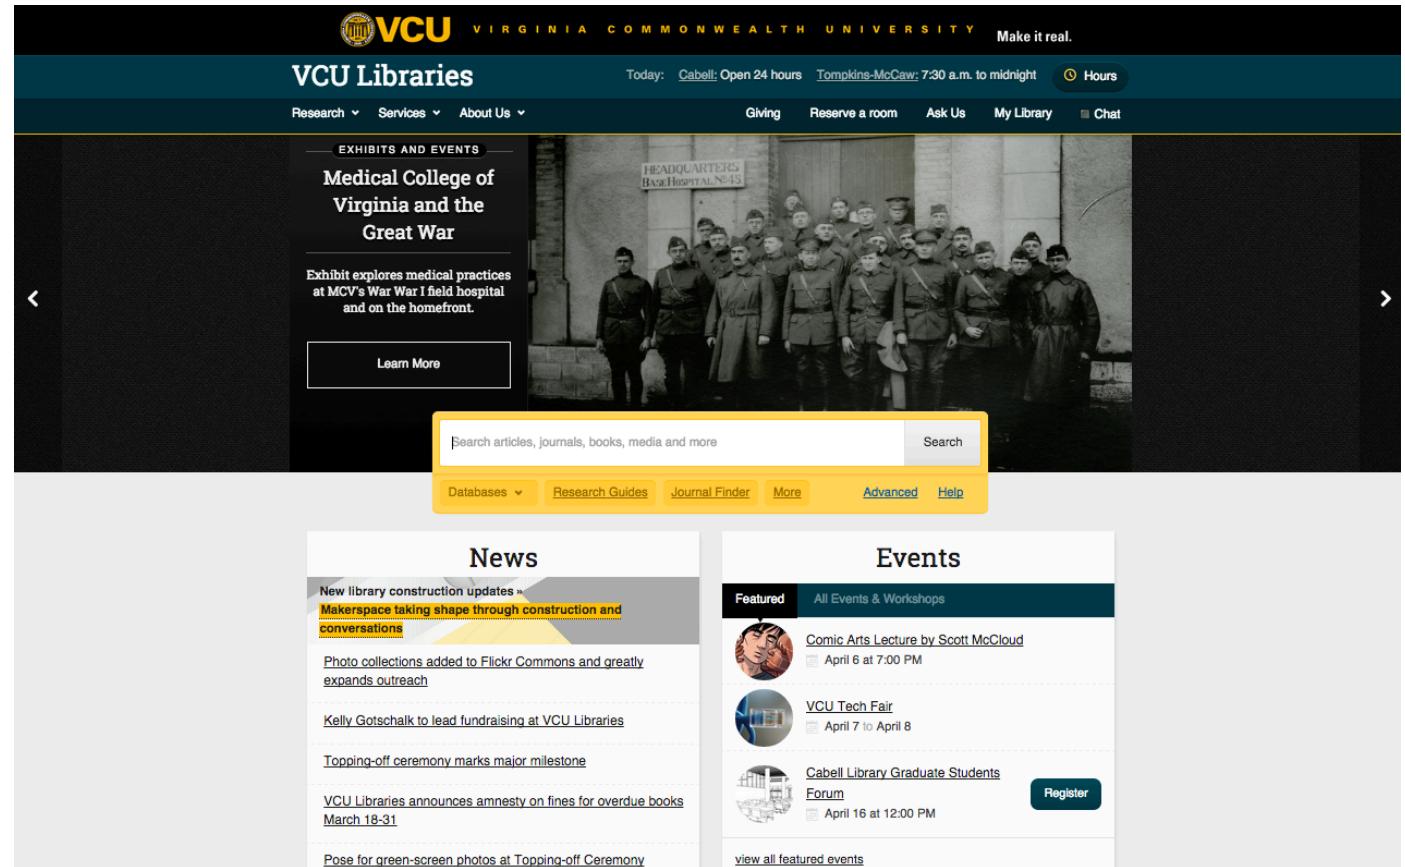 VCU VIRGINIA COMMONWEALTH UNIVERSITY Make it real.
VCU Libraries
Today: Cabell: Open 24 hours Tompkins-McCaw: 7:30 a.m. to midnight Hours
Research Services About Us Giving Reserve a room Ask Us My Library Chat
EXHIBITS AND EVENTS
Medical College of
Virginia and the
Great War
Exhibit explores medical practices
at MCV's War War I field hospital
and on the homefront.
Learn More
HEADQUARTERS
BASE HOSPITAL No 45
Search articles, journals, books, media and more Search
Databases Research Guides Journal Finder More Advanced Help
News
New library construction updates »
Makerspace taking shape through construction and
conversations
Photo collections added to Flickr Commons and greatly
expands outreach
Kelly Gotschalk to lead fundraising at VCU Libraries
Topping-off ceremony marks major milestone
VCU Libraries announces amnesty on fines for overdue books
March 18-31
Pose for green-screen photos at Topping-off Ceremony
Events
Featured All Events & Workshops
Comic Arts Lecture by Scott McCloud
April 6 at 7:00 PM
VCU Tech Fair
April 7 to April 8
Cabell Library Graduate Students
Forum
April 16 at 12:00 PM
Register
view all featured events